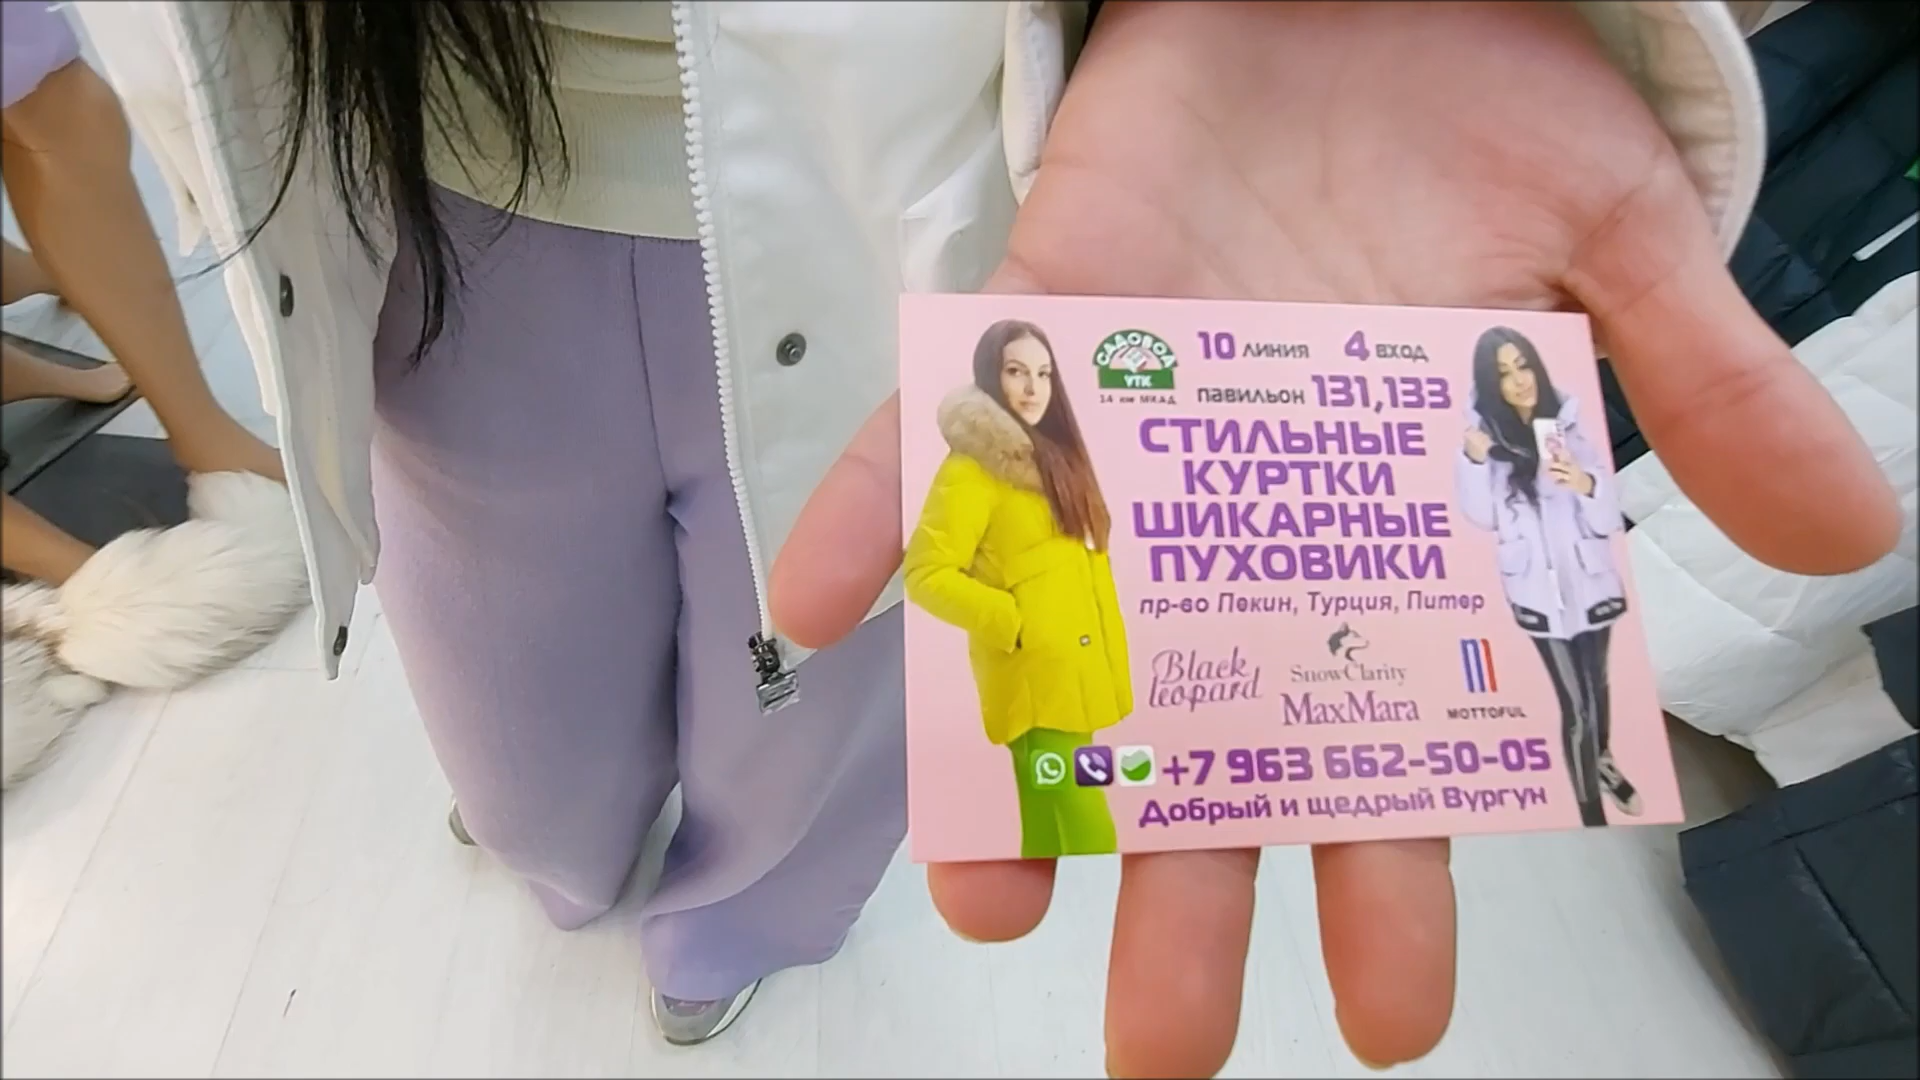 САДОВОД
УТК
14 км МКАД
10 ЛИНИЯ 4 ВХОД
ПАВИЛЬОН 131,133
СТИЛЬНЫЕ
КУРТКИ
ШИКАРНЫЕ
ПУХОВИКИ
пр-во Пекин, Турция, Питер
Black
leopard
SnowClarity
MaxMara
MOTTOFUL
+7 963 662-50-05
Добрый и щедрый Вургун